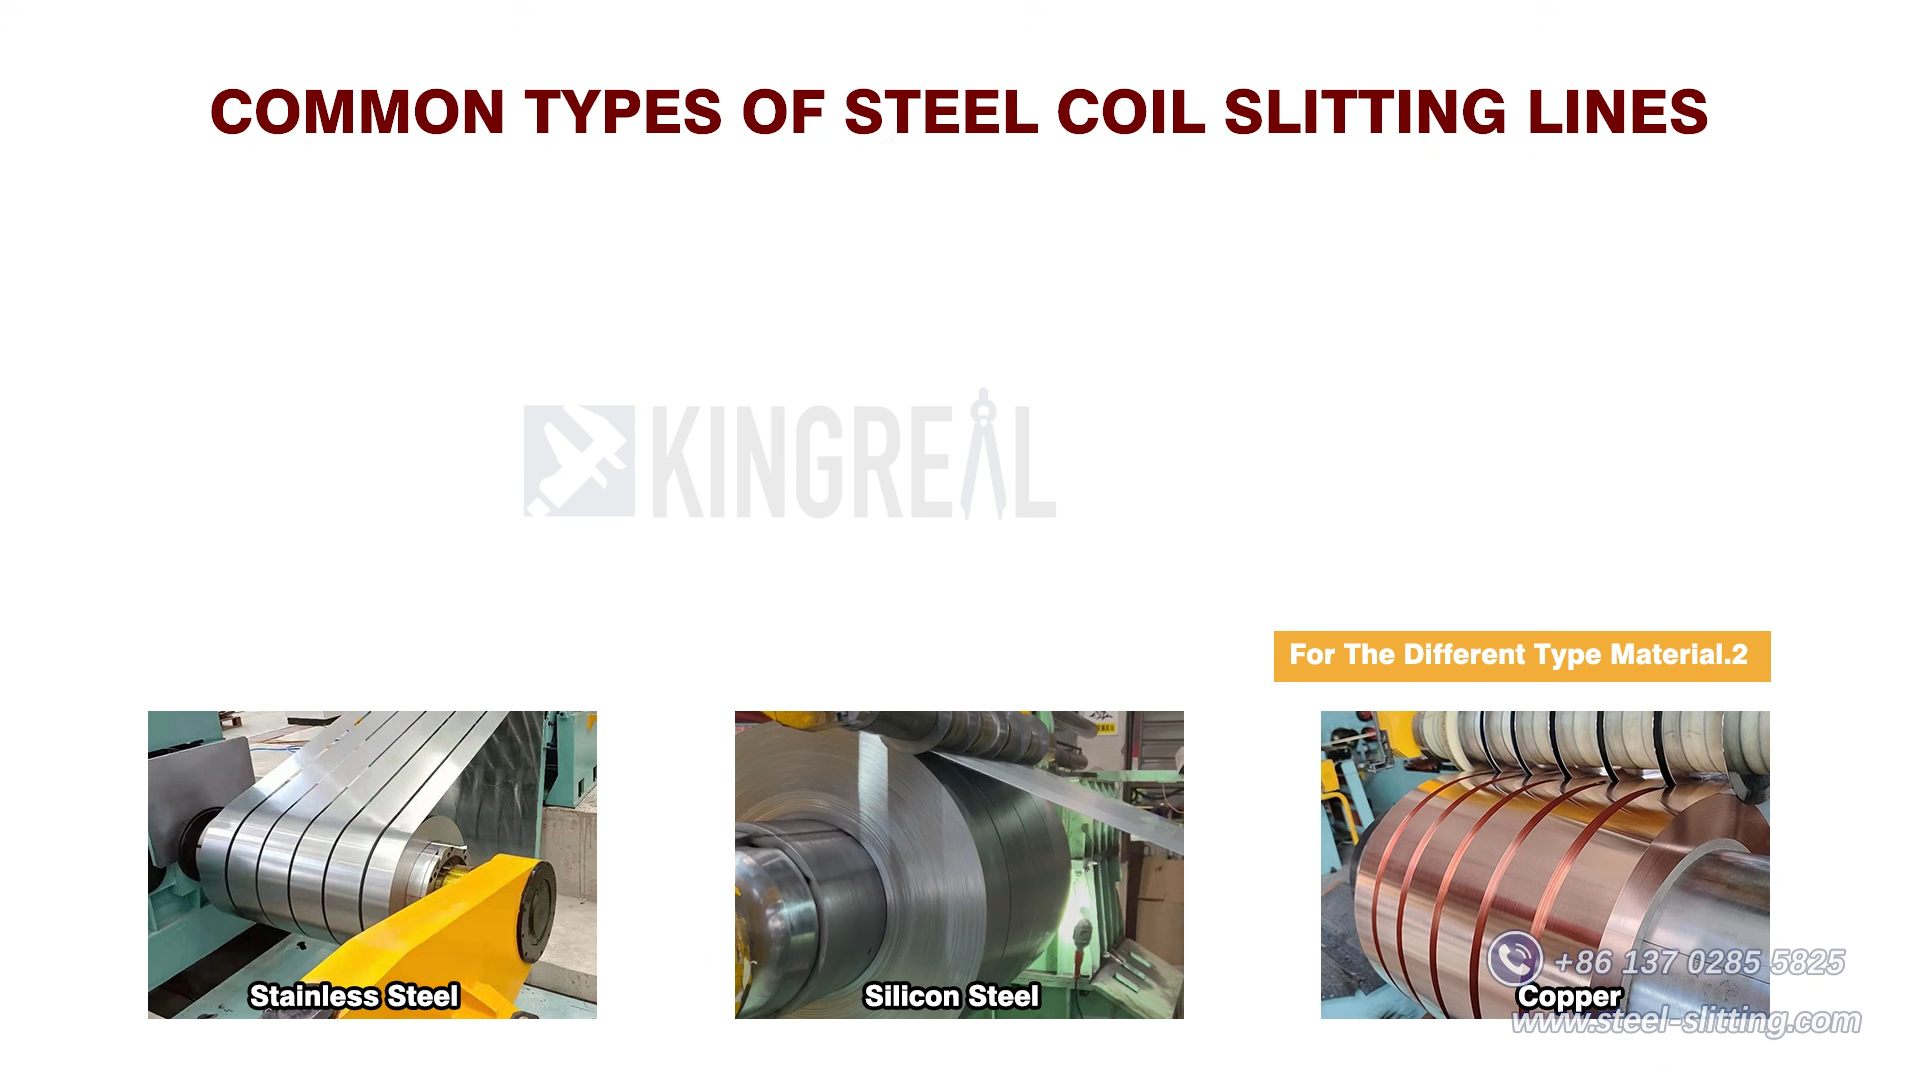 COMMON TYPES OF STEEL COIL SLITTING LINES
KINGREAL
For The Different Type Material.2
Stainless Steel
Silicon Steel
Copper
+86 137 0285 5825
www.steel-slitting.com